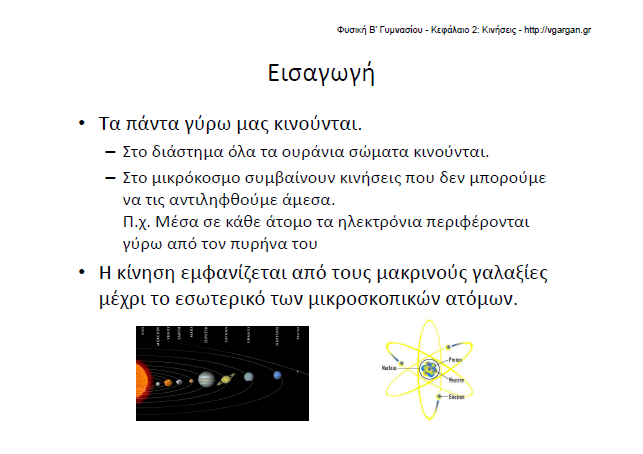 Φυσική Β' Γυμνασίου - Κεφάλαιο 2: Κινήσεις - http://vgargan.gr
Εισαγωγή
• Τα πάντα γύρω μας κινούνται.
– Στο διάστημα όλα τα ουράνια σώματα κινούνται.
– Στο μικρόκοσμο συμβαίνουν κινήσεις που δεν μπορούμε
να τις αντιληφθούμε άμεσα.
Π.χ. Μέσα σε κάθε άτομο τα ηλεκτρόνια περιφέρονται
γύρω από τον πυρήνα του
• Η κίνηση εμφανίζεται από τους μακρινούς γαλαξίες
μέχρι το εσωτερικό των μικροσκοπικών ατόμων.
Proton
Nucleus
Neutron
Electron